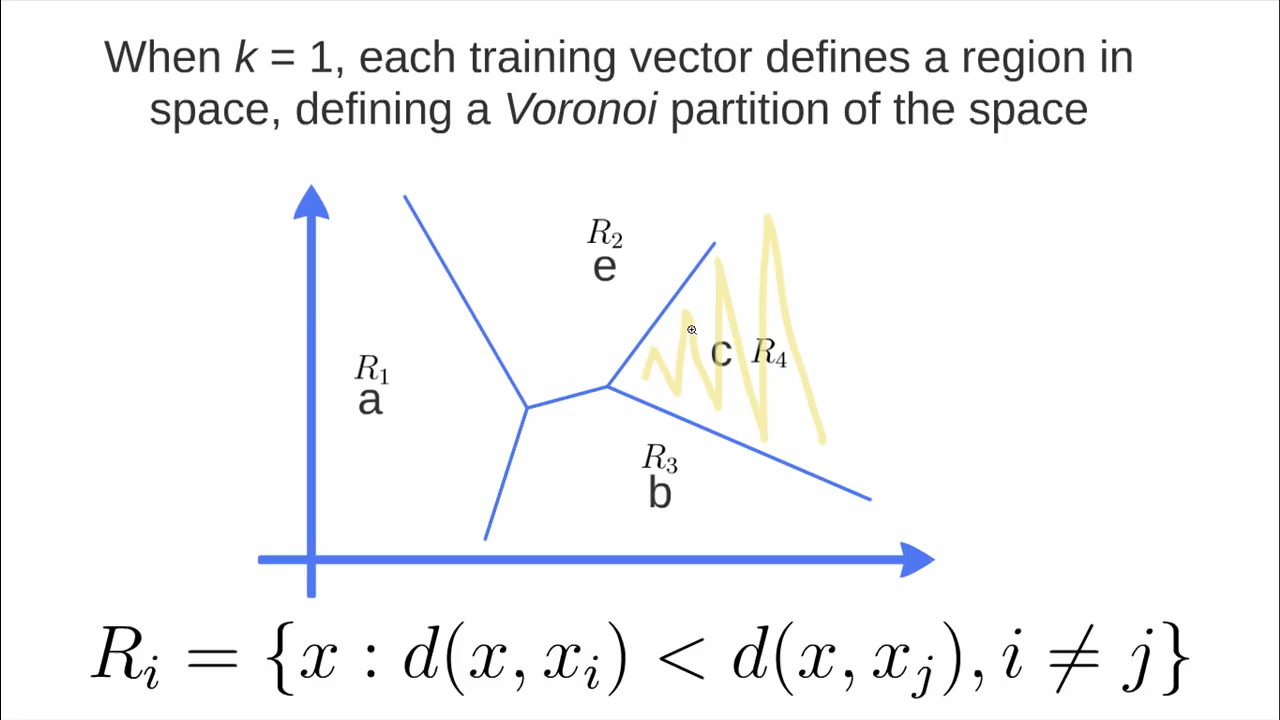 When k = 1, each training vector defines a region in
space, defining a Voronoi partition of the space
R₂
e
R₁
a
c R₄
R₃
b
Rᵢ = {x : d(x, xᵢ) < d(x, xⱼ), i ≠ j}